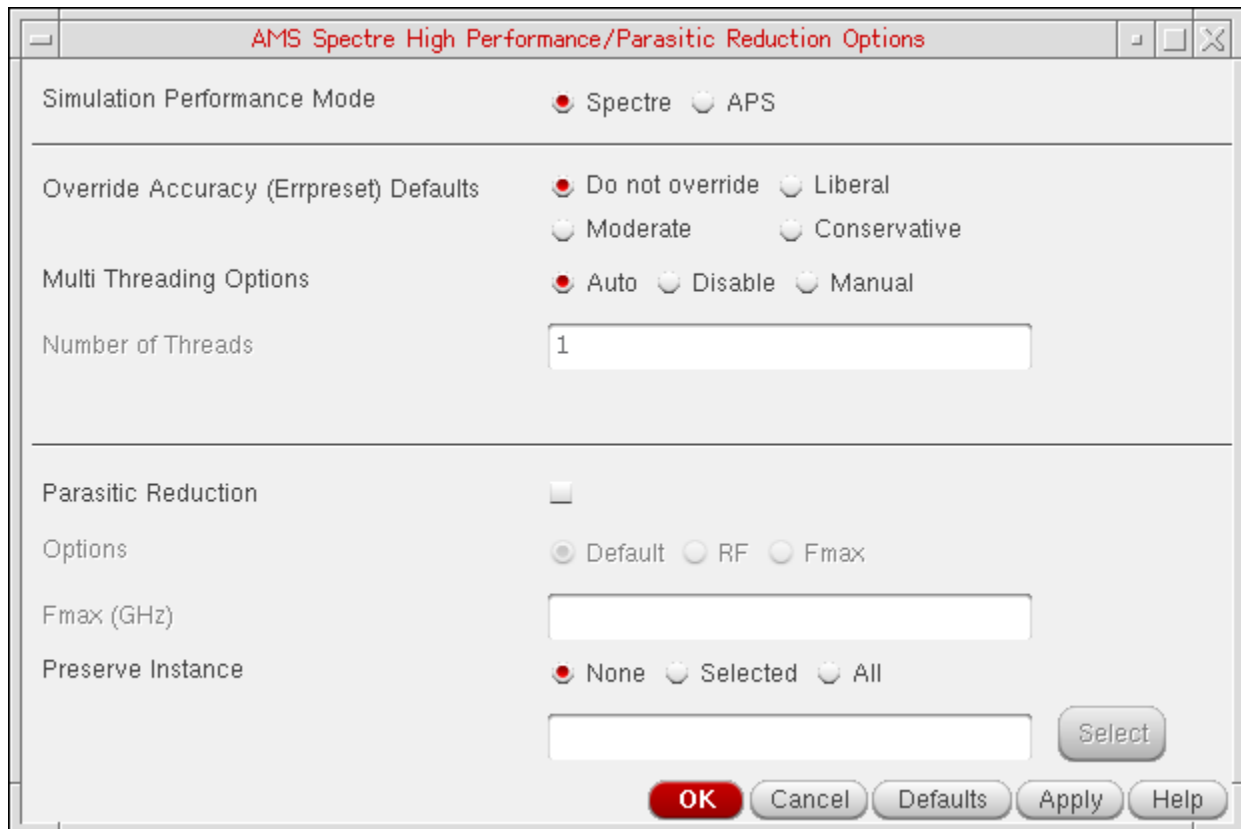 AMS Spectre High Performance/Parasitic Reduction Options
Simulation Performance Mode Spectre APS
Override Accuracy (Errpreset) Defaults Do not override Liberal
Moderate Conservative
Multi Threading Options Auto Disable Manual
Number of Threads 1
Parasitic Reduction
Options Default RF Fmax
Fmax (GHz)
Preserve Instance None Selected All
Select
OK Cancel Defaults Apply Help